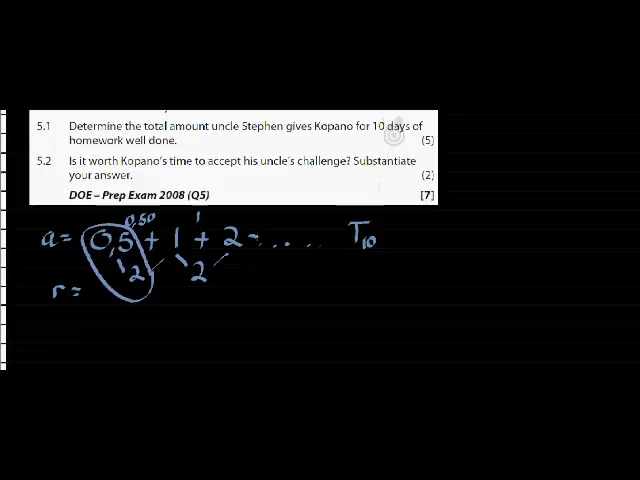 5.1 Determine the total amount uncle Stephen gives Kopano for 10 days of
homework well done. (5)
5.2 Is it worth Kopano's time to accept his uncle's challenge? Substantiate
your answer. (2)
DOE – Prep Exam 2008 (Q5) [7]
0,50 1
a = 0,5 + 1 + 2 - . . . . . T10
2 2
r =